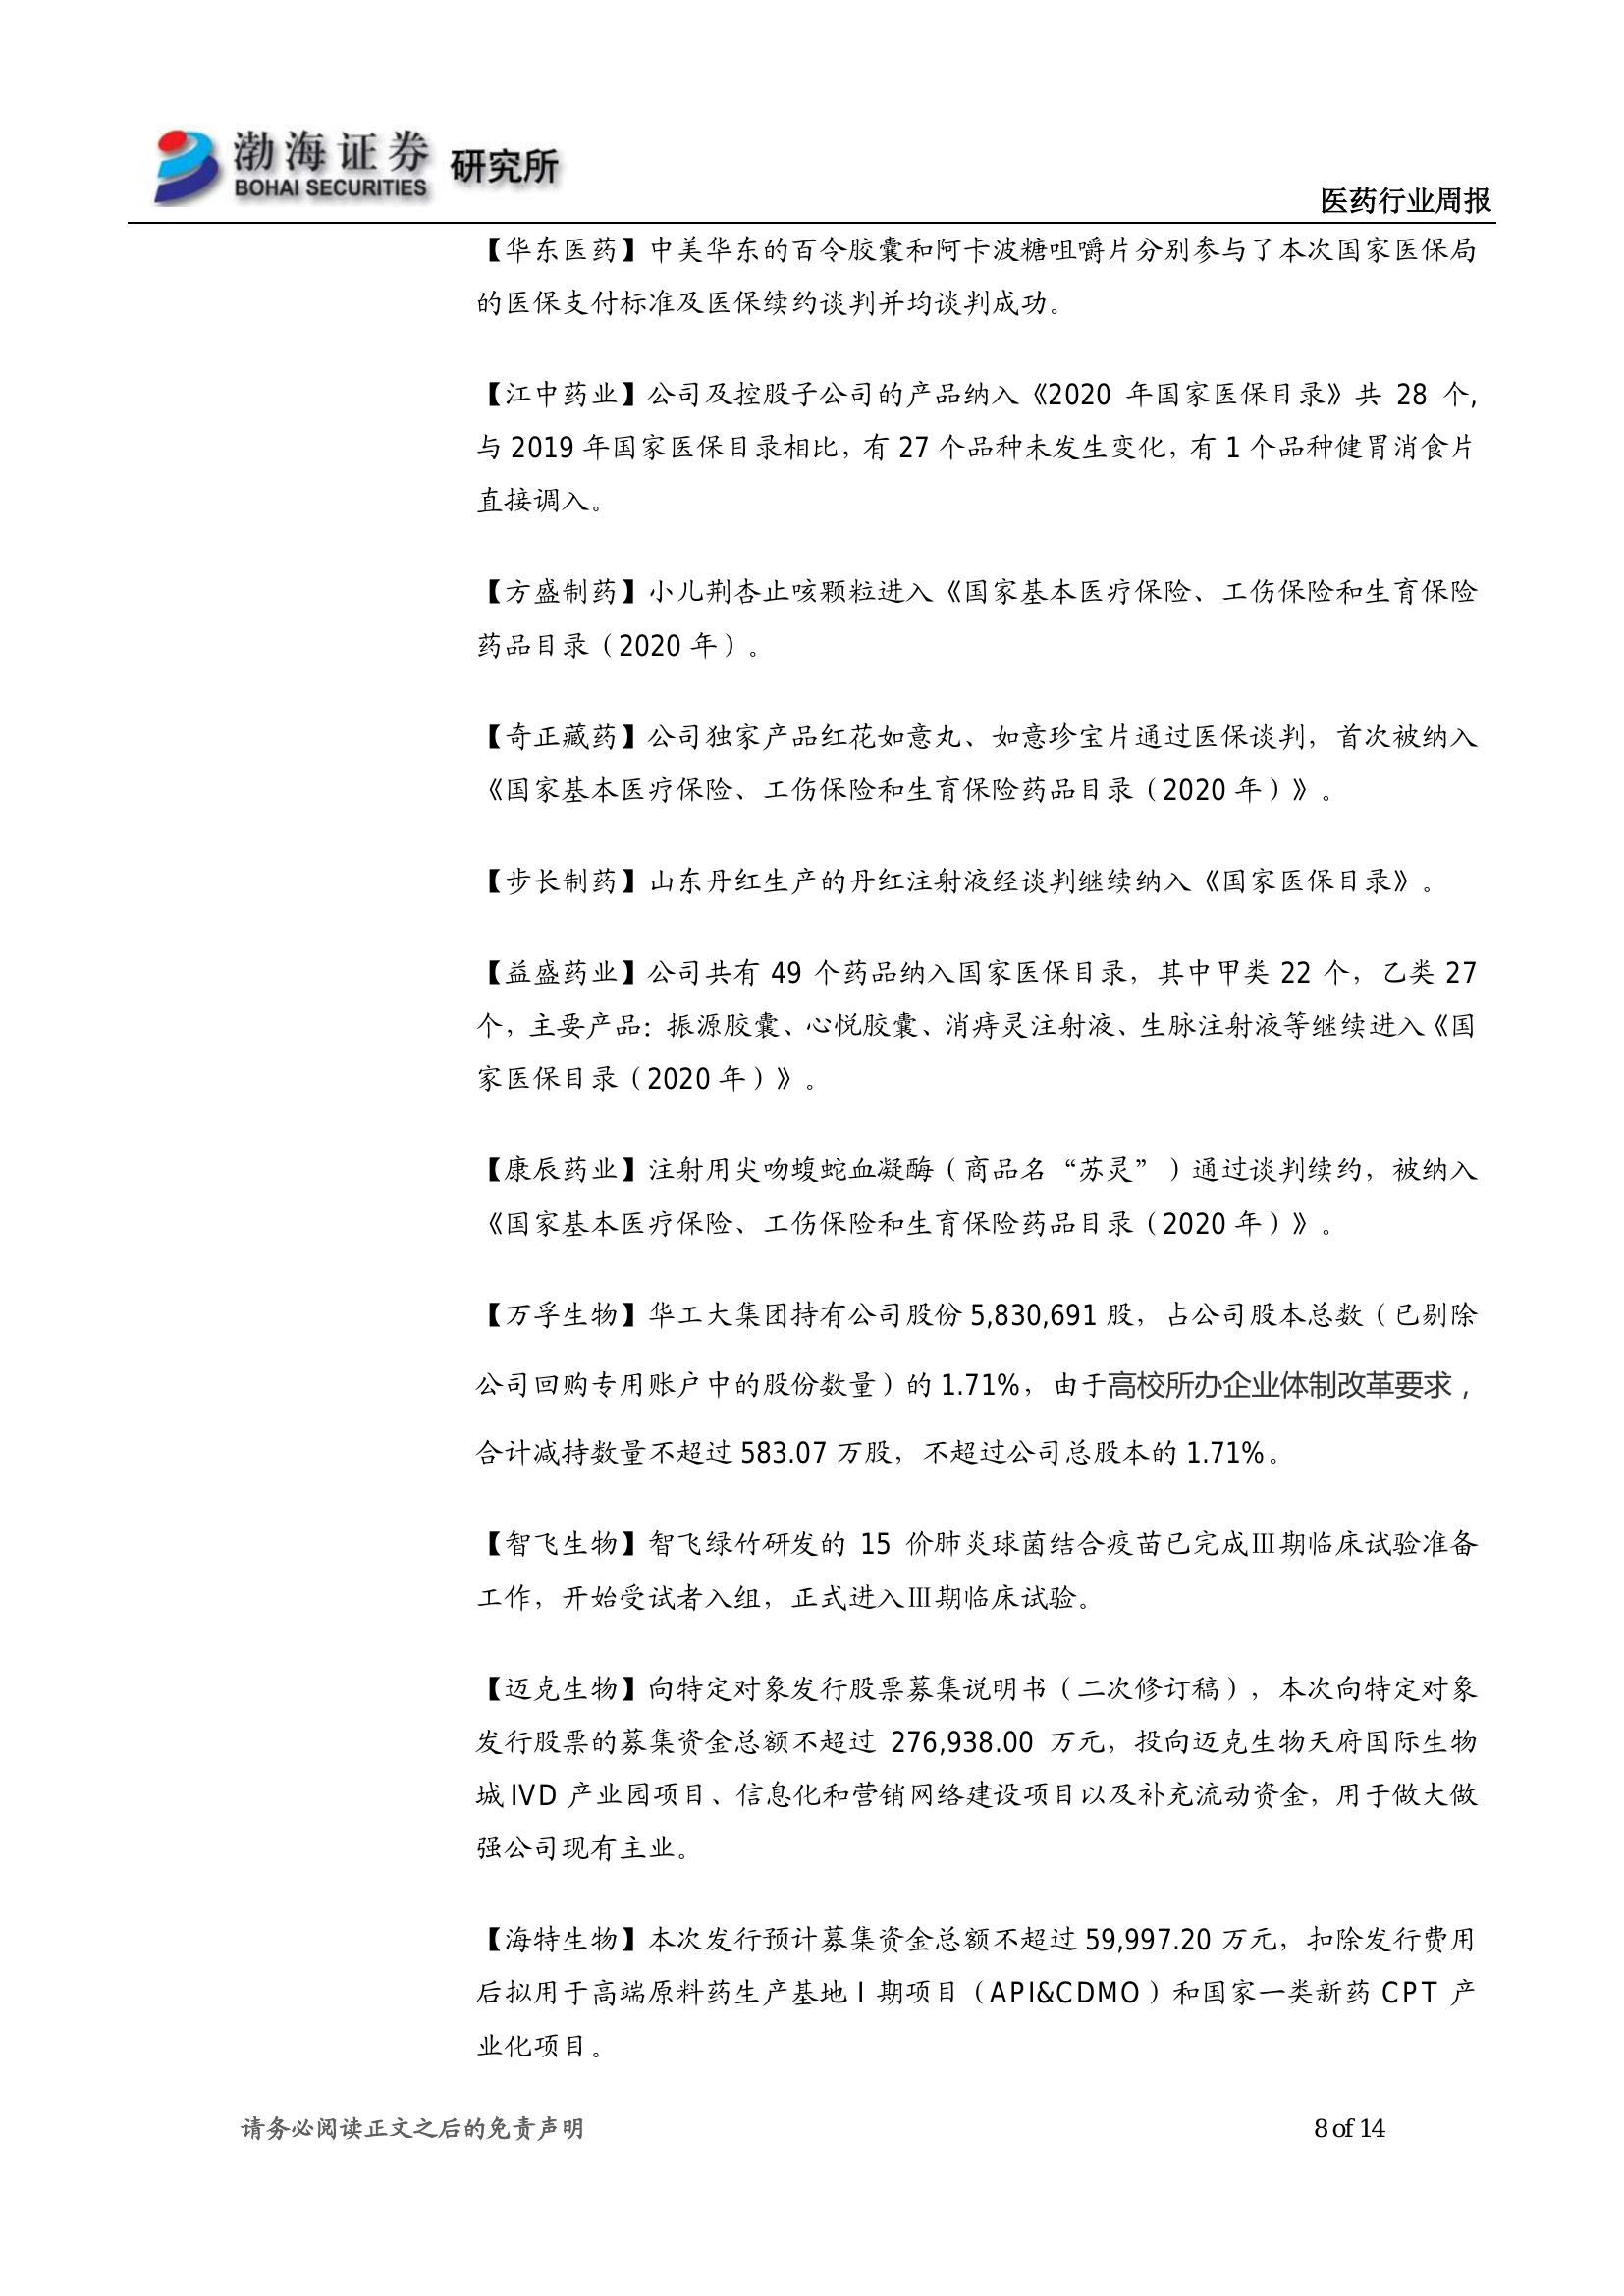 渤海证券 研究所
BOHAI SECURITIES
医药行业周报
【华东医药】中美华东的百令胶囊和阿卡波糖咀嚼片分别参与了本次国家医保局
的医保支付标准及医保续约谈判并均谈判成功。
【江中药业】公司及控股子公司的产品纳入《2020 年国家医保目录》共 28 个,
与 2019 年国家医保目录相比，有 27 个品种未发生变化，有 1 个品种健胃消食片
直接调入。
【方盛制药】小儿荆杏止咳颗粒进入《国家基本医疗保险、工伤保险和生育保险
药品目录（2020 年）。
【奇正藏药】公司独家产品红花如意丸、如意珍宝片通过医保谈判，首次被纳入
《国家基本医疗保险、工伤保险和生育保险药品目录（2020 年）》。
【步长制药】山东丹红生产的丹红注射液经谈判继续纳入《国家医保目录》。
【益盛药业】公司共有 49 个药品纳入国家医保目录，其中甲类 22 个，乙类 27
个，主要产品：振源胶囊、心悦胶囊、消痔灵注射液、生脉注射液等继续进入《国
家医保目录（2020 年）》。
【康辰药业】注射用尖吻蝮蛇血凝酶（商品名“苏灵”）通过谈判续约，被纳入
《国家基本医疗保险、工伤保险和生育保险药品目录（2020 年）》。
【万孚生物】华工大集团持有公司股份 5,830,691 股，占公司股本总数（已剔除
公司回购专用账户中的股份数量）的 1.71%，由于高校所办企业体制改革要求，
合计减持数量不超过 583.07 万股，不超过公司总股本的 1.71%。
【智飞生物】智飞绿竹研发的 15 价肺炎球菌结合疫苗已完成Ⅲ期临床试验准备
工作，开始受试者入组，正式进入Ⅲ期临床试验。
【迈克生物】向特定对象发行股票募集说明书（二次修订稿），本次向特定对象
发行股票的募集资金总额不超过 276,938.00 万元，投向迈克生物天府国际生物
城 IVD 产业园项目、信息化和营销网络建设项目以及补充流动资金，用于做大做
强公司现有主业。
【海特生物】本次发行预计募集资金总额不超过 59,997.20 万元，扣除发行费用
后拟用于高端原料药生产基地 I 期项目（API&CDMO）和国家一类新药 CPT 产
业化项目。
请务必阅读正文之后的免责声明
8 of 14